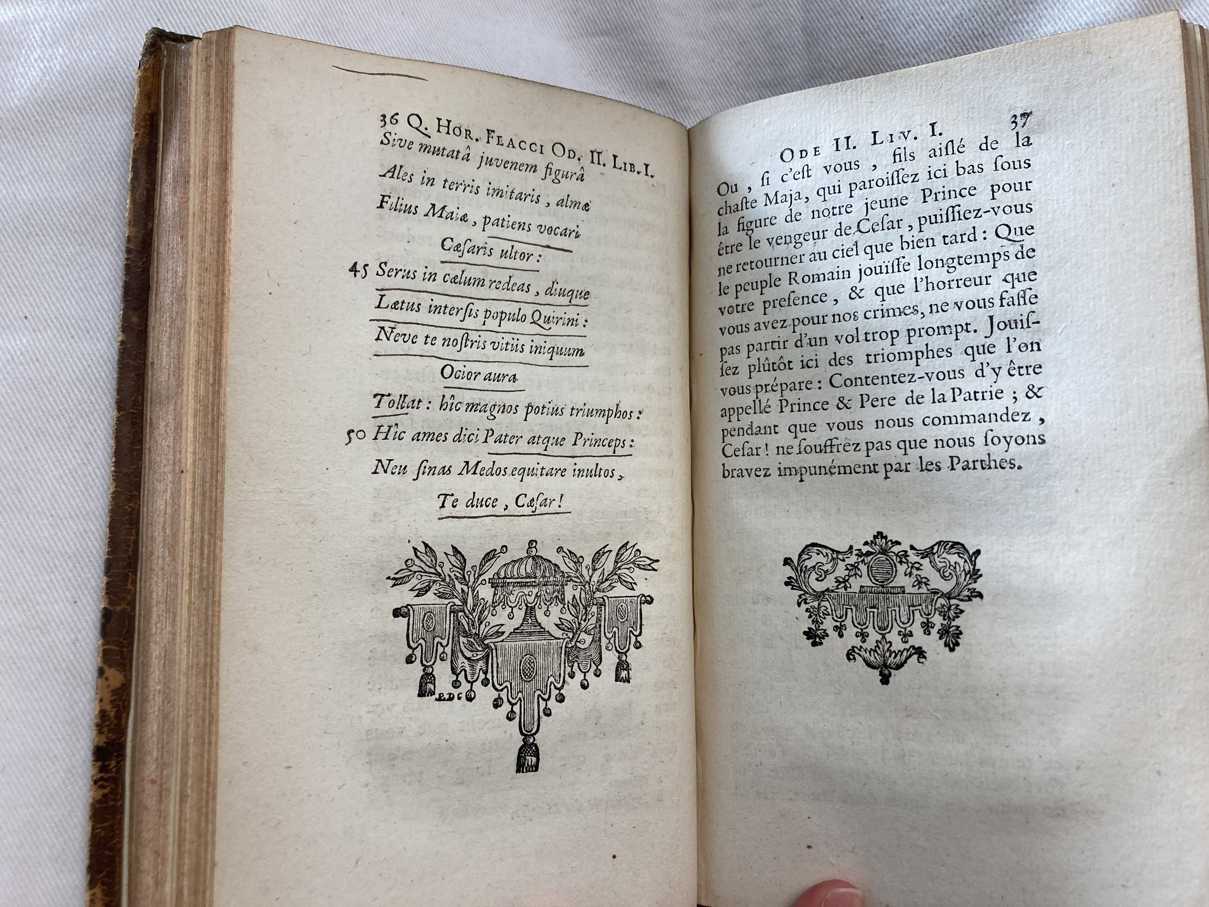 36 Q. HOR. FLACCI OD. II. LIB. I.
Sive mutatâ juvenem figurâ
Ales in terris imitaris, almæ
Filius Maiæ, patiens vocari
Cæſaris ultor:
45 Serus in cælum redeas, diuque
Lætus interſis populo Quirini:
Neve te noſtris vitiis iniquum
Ocior aura
Tollat: hîc magnos potius triumphos:
50 Hîc ames dici Pater atque Princeps:
Neu ſinas Medos equitare inultos,
Te duce, Cæſar!
LDC
ODE II. LIV. I. 37
Ou, ſi c'eſt vous, fils aiſlé de la
chaſte Maja, qui paroiſſez ici bas ſous
la figure de notre jeune Prince pour
être le vengeur de Ceſar, puiſſiez-vous
ne retourner au ciel que bien tard: Que
le peuple Romain jouïſſe longtemps de
votre preſence, & que l'horreur que
vous avez pour nos crimes, ne vous faſſe
pas partir d'un vol trop prompt. Jouiſ-
ſez plûtôt ici des triomphes que l'on
vous prépare: Contentez-vous d'y être
appellé Prince & Pere de la Patrie; &
pendant que vous nous commandez,
Ceſar! ne ſouffrez pas que nous ſoyons
bravez impunément par les Parthes.